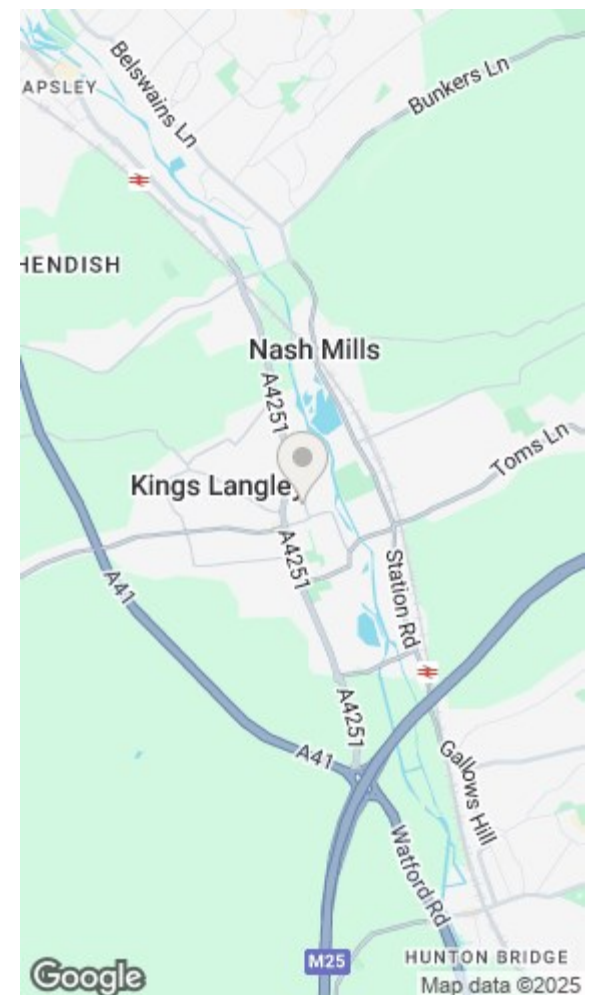 APSLEY
Belswains Ln
Bunkers Ln
HENDISH
Nash Mills
A4251
Toms Ln
Kings Langley
A4251
A41
Station Rd
A4251
A41
Gallows Hill
Watford Rd
M25
HUNTON BRIDGE
Google
Map data ©2025